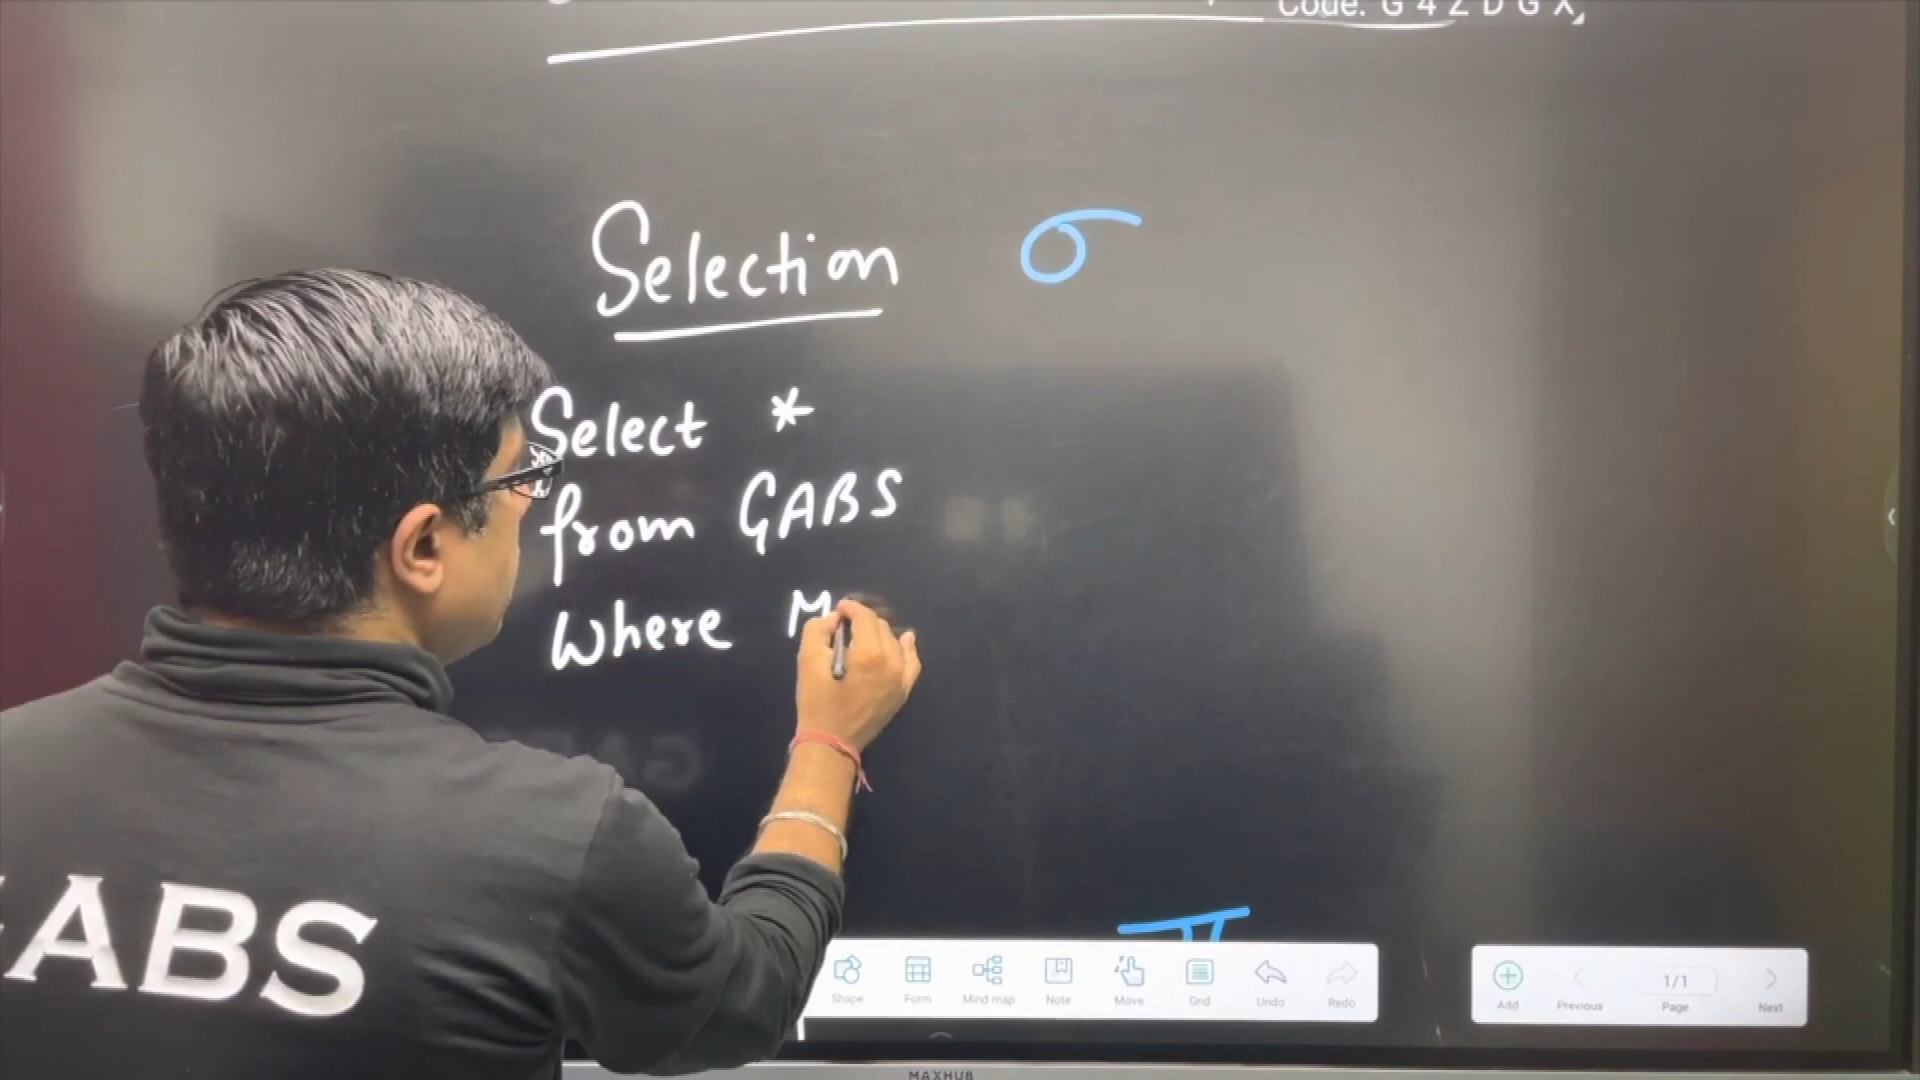 Code: G 4 Z D G X
Selection σ
Select *
from GABS
Where M
π
ABS
Shape Form Mind map Note Move Grid Undo Redo
Add Previous 1/1 Page Next
MAXHUB